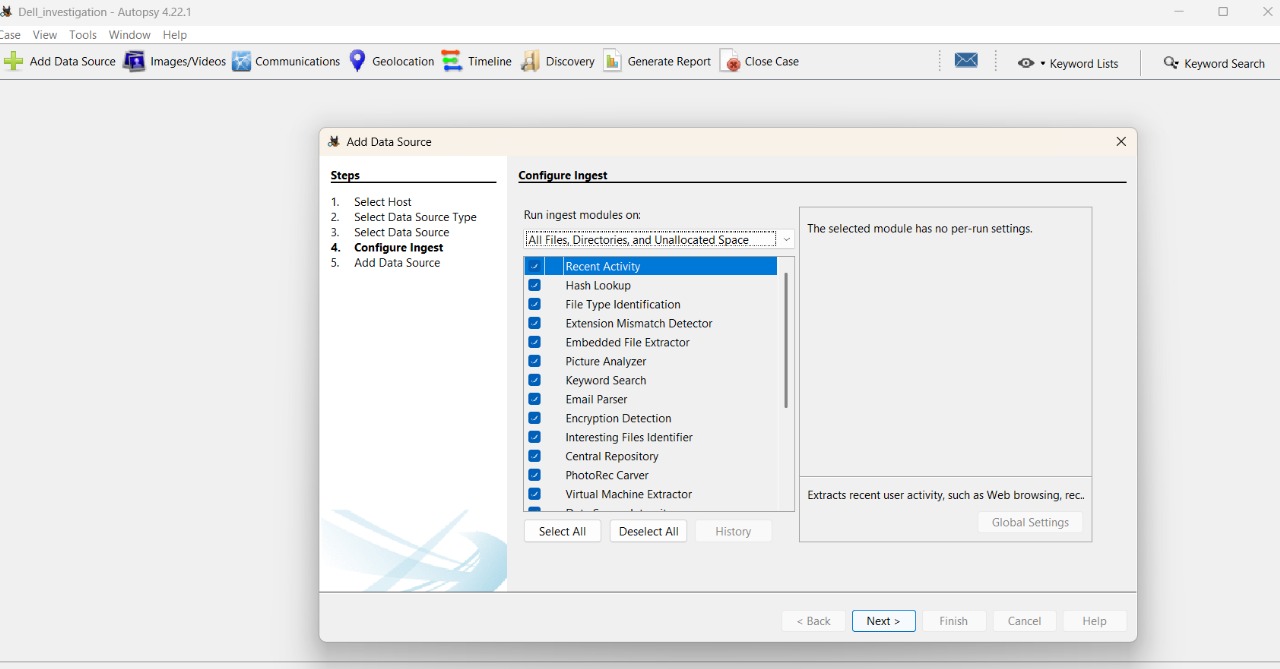 Dell_investigation - Autopsy 4.22.1
Case View Tools Window Help
Add Data Source Images/Videos Communications Geolocation Timeline Discovery Generate Report Close Case Keyword Lists Keyword Search
Add Data Source
Steps
1. Select Host
2. Select Data Source Type
3. Select Data Source
4. Configure Ingest
5. Add Data Source
Configure Ingest
Run ingest modules on:
All Files, Directories, and Unallocated Space
Recent Activity
Hash Lookup
File Type Identification
Extension Mismatch Detector
Embedded File Extractor
Picture Analyzer
Keyword Search
Email Parser
Encryption Detection
Interesting Files Identifier
Central Repository
PhotoRec Carver
Virtual Machine Extractor
Select All Deselect All History
The selected module has no per-run settings.
Extracts recent user activity, such as Web browsing, rec..
Global Settings
< Back Next > Finish Cancel Help